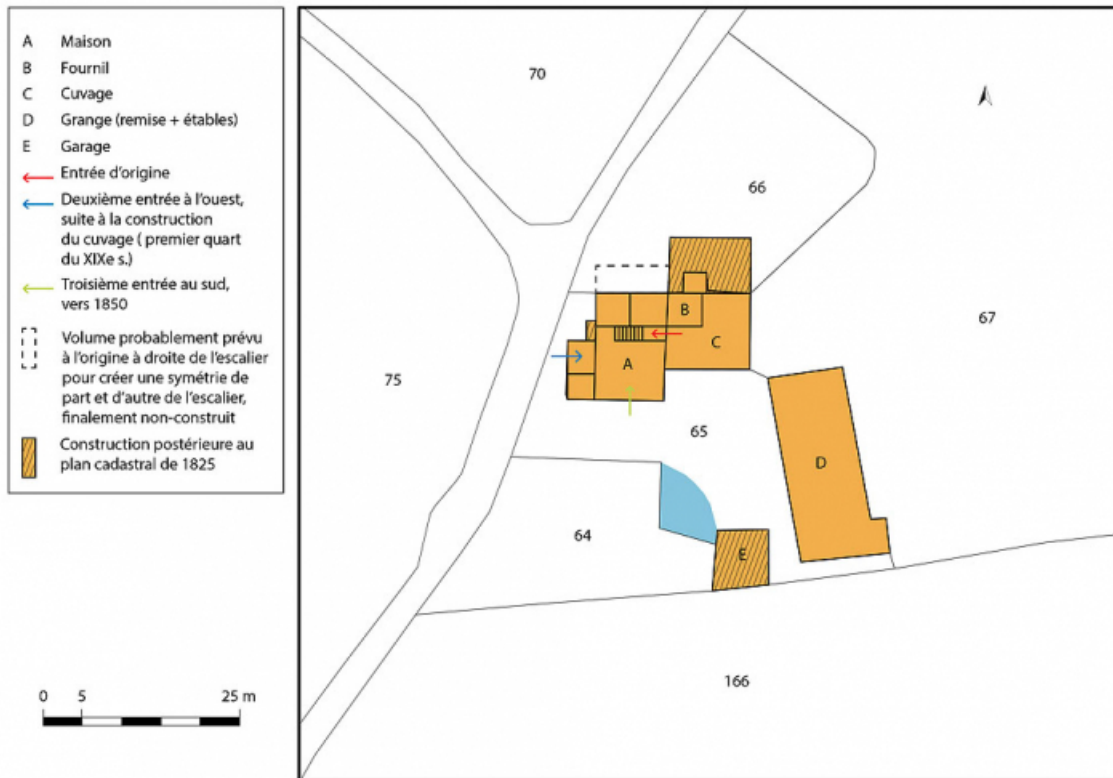 A Maison
B Fournil
C Cuvage
D Grange (remise + étables)
E Garage
Entrée d'origine
Deuxième entrée à l'ouest,
suite à la construction
du cuvage ( premier quart
du XIXe s.)
Troisième entrée au sud,
vers 1850
Volume probablement prévu
à l'origine à droite de l'escalier
pour créer une symétrie de
part et d'autre de l'escalier,
finalement non-construit
Construction postérieure au
plan cadastral de 1825
0 5 25 m
70
66
67
75
B
C
A
65
D
64
E
166